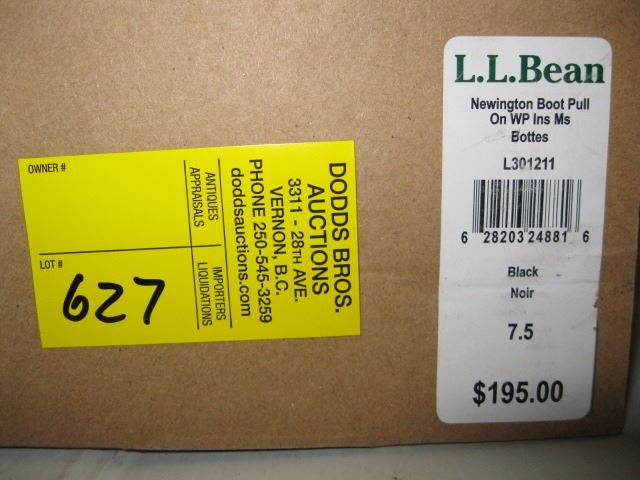 OWNER #
LOT #
627
ANTIQUES
APPRAISALS
IMPORTERS
LIQUIDATIONS
DODDS BROS.
AUCTIONS
3311 - 28TH AVE.
VERNON, B.C.
PHONE 250-545-3259
doddsauctions.com
L.L.Bean
Newington Boot Pull
On WP Ins Ms
Bottes
L301211
6 28203 24881 6
Black
Noir
7.5
$195.00